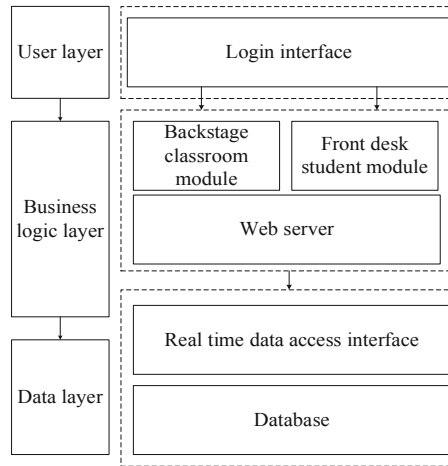 User layer
Login interface
Backstage
classroom
module
Front desk
student module
Business
logic layer
Web server
Real time data access interface
Data layer
Database